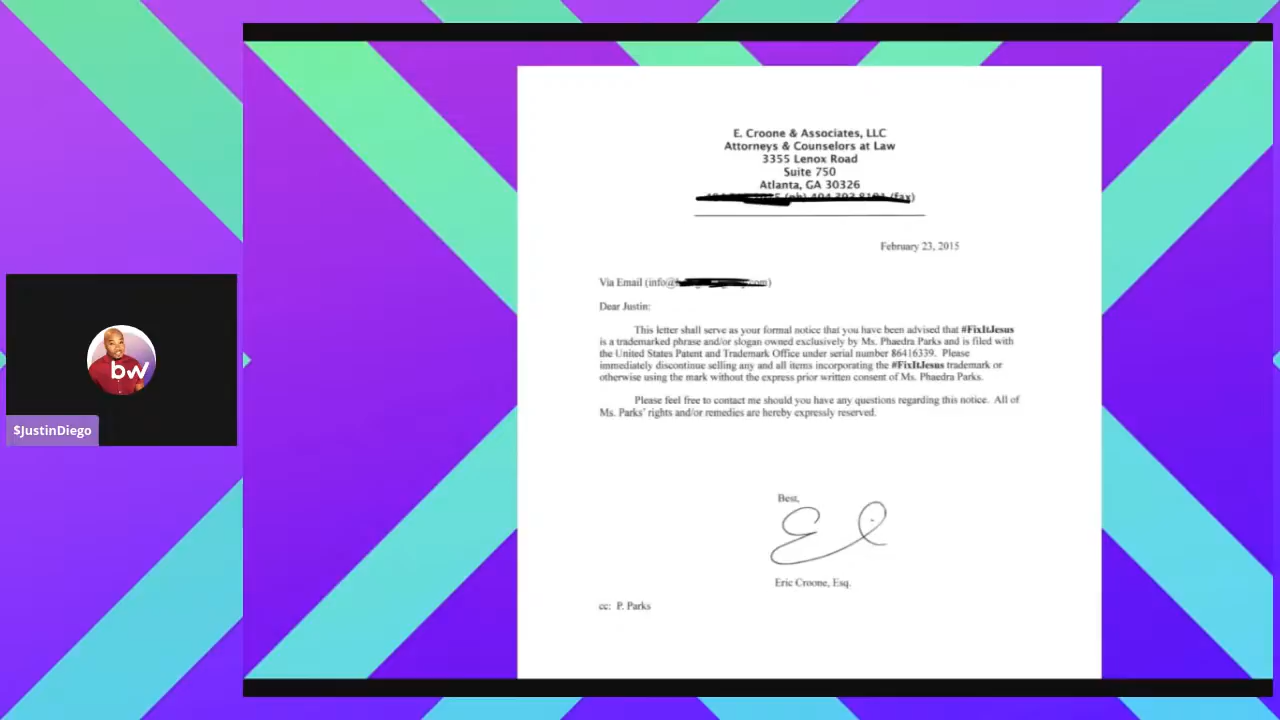 E. Croone & Associates, LLC
Attorneys & Counselors at Law
3355 Lenox Road
Suite 750
Atlanta, GA 30326
(fax)
February 23, 2015
Via Email (info@
Dear Justin:
This letter shall serve as your formal notice that you have been advised that #FixItJesus
is a trademarked phrase and/or slogan owned exclusively by Ms. Phaedra Parks and is filed with
the United States Patent and Trademark Office under serial number 86416339. Please
immediately discontinue selling any and all items incorporating the #FixItJesus trademark or
otherwise using the mark without the express prior written consent of Ms. Phaedra Parks.
Please feel free to contact me should you have any questions regarding this notice. All of
Ms. Parks' rights and/or remedies are hereby expressly reserved.
Best,
Eric Croone, Esq.
cc: P. Parks
bw
$JustinDiego